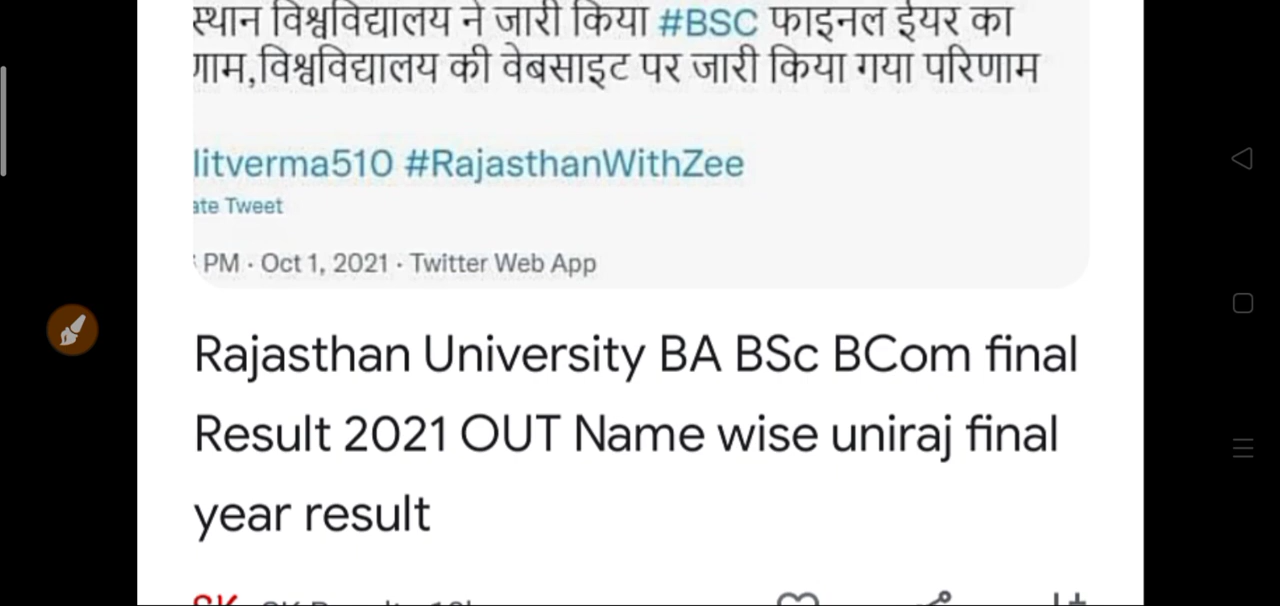 स्थान विश्वविद्यालय ने जारी किया #BSC फाइनल ईयर का
णाम,विश्वविद्यालय की वेबसाइट पर जारी किया गया परिणाम
litverma510 #RajasthanWithZee
ate Tweet
PM · Oct 1, 2021 · Twitter Web App
Rajasthan University BA BSc BCom final
Result 2021 OUT Name wise uniraj final
year result